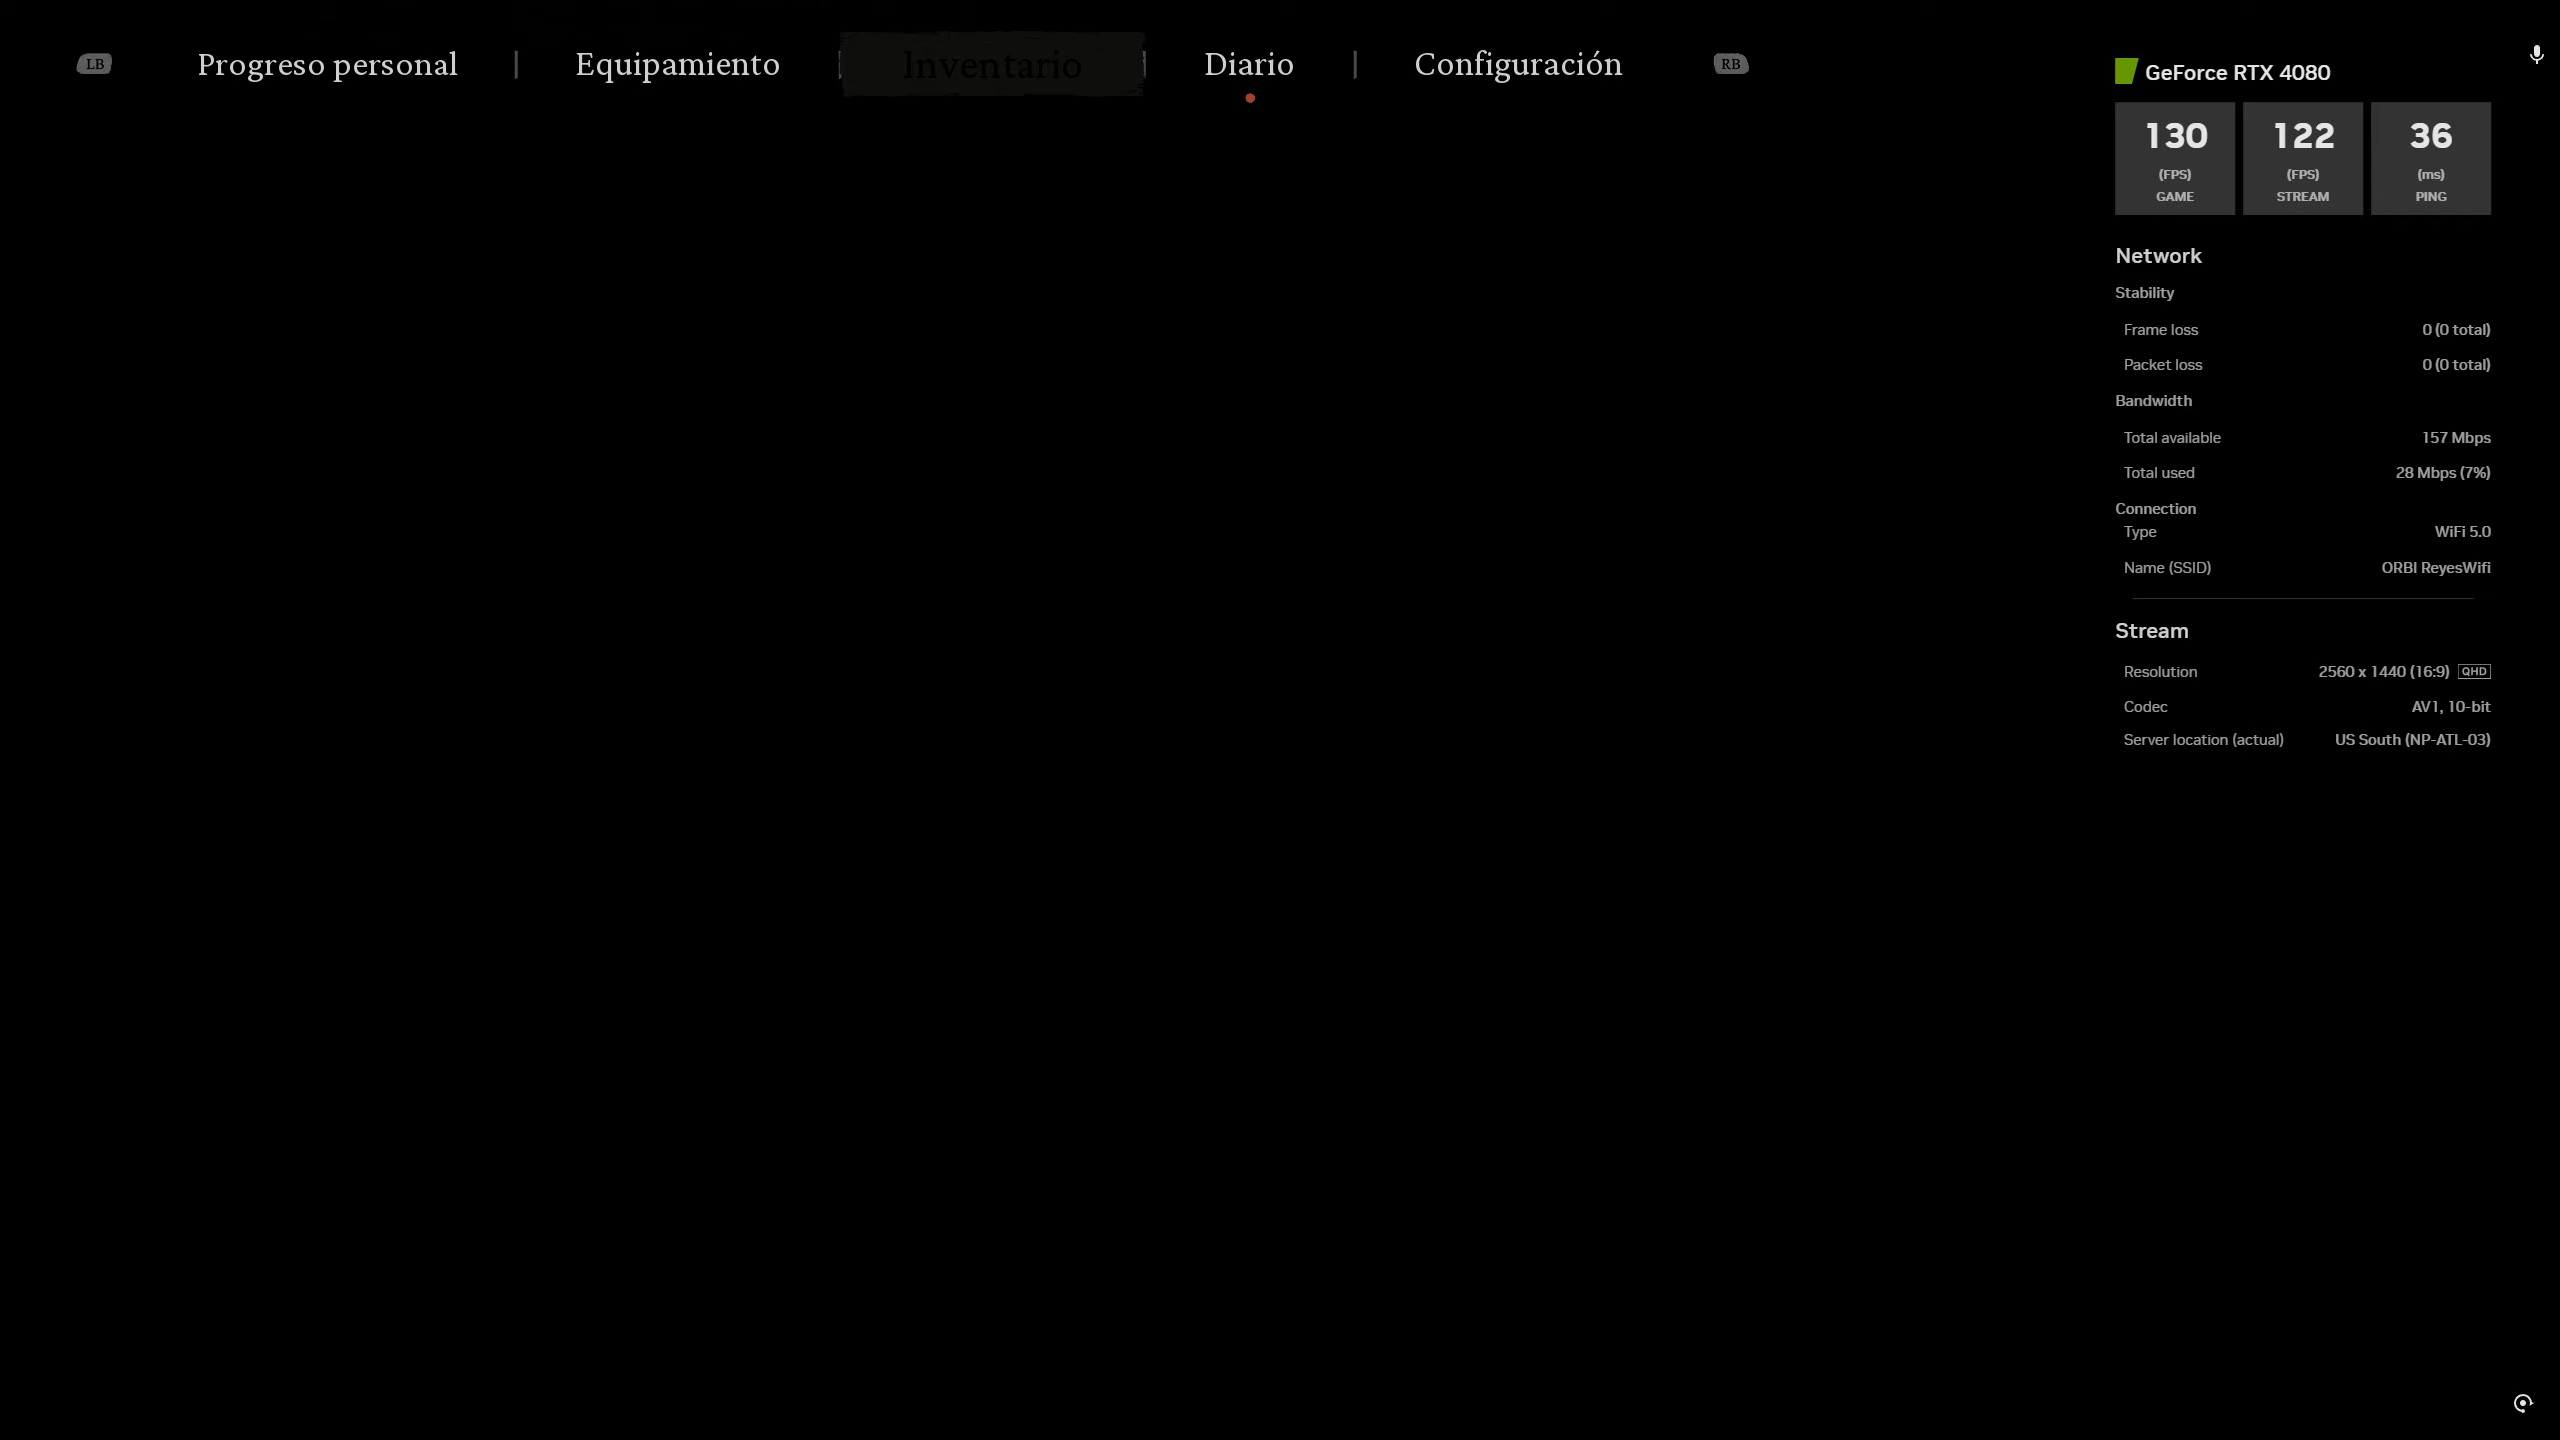 LB Progreso personal | Equipamiento Inventario Diario | Configuración RB
GeForce RTX 4080
130 122 36
(FPS) (FPS) (ms)
GAME STREAM PING
Network
Stability
Frame loss 0 (0 total)
Packet loss 0 (0 total)
Bandwidth
Total available 157 Mbps
Total used 28 Mbps (7%)
Connection
Type WiFi 5.0
Name (SSID) ORBI ReyesWifi
Stream
Resolution 2560 x 1440 (16:9) QHD
Codec AV1, 10-bit
Server location (actual) US South (NP-ATL-03)